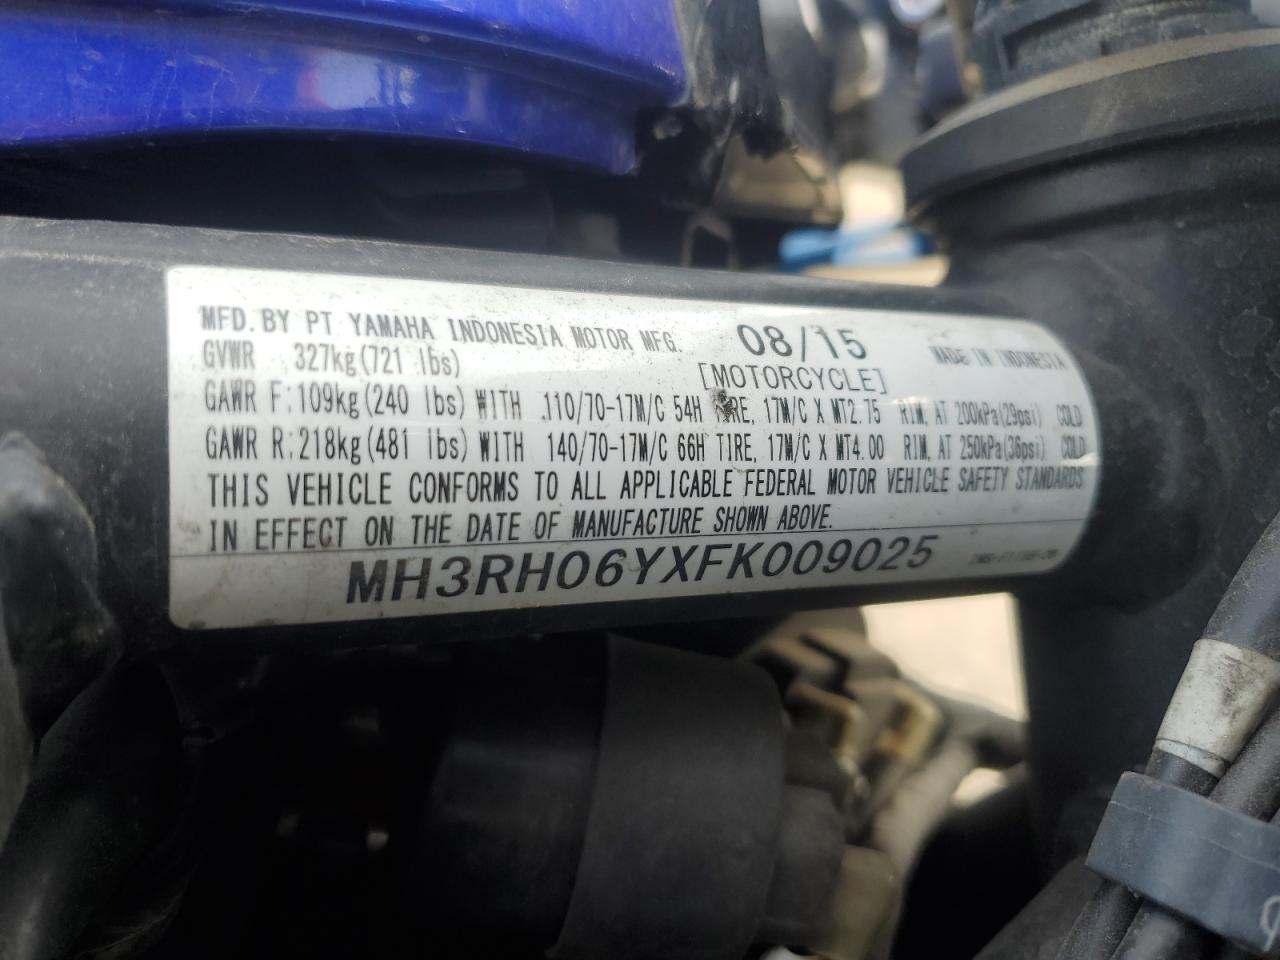 MFD. BY PT YAMAHA INDONESIA MOTOR MFG. 08/15 MADE IN INDONESIA
GVWR 327kg(721 lbs) [MOTORCYCLE]
GAWR F:109kg(240 lbs) WITH 110/70-17M/C 54H TIRE, 17M/C X MT2.75 RIM, AT 200kPa(29psi) COLD
GAWR R:218kg(481 lbs) WITH 140/70-17M/C 66H TIRE, 17M/C X MT4.00 RIM, AT 250kPa(36psi) COLD
THIS VEHICLE CONFORMS TO ALL APPLICABLE FEDERAL MOTOR VEHICLE SAFETY STANDARDS
IN EFFECT ON THE DATE OF MANUFACTURE SHOWN ABOVE.
MH3RH06YXFK009025